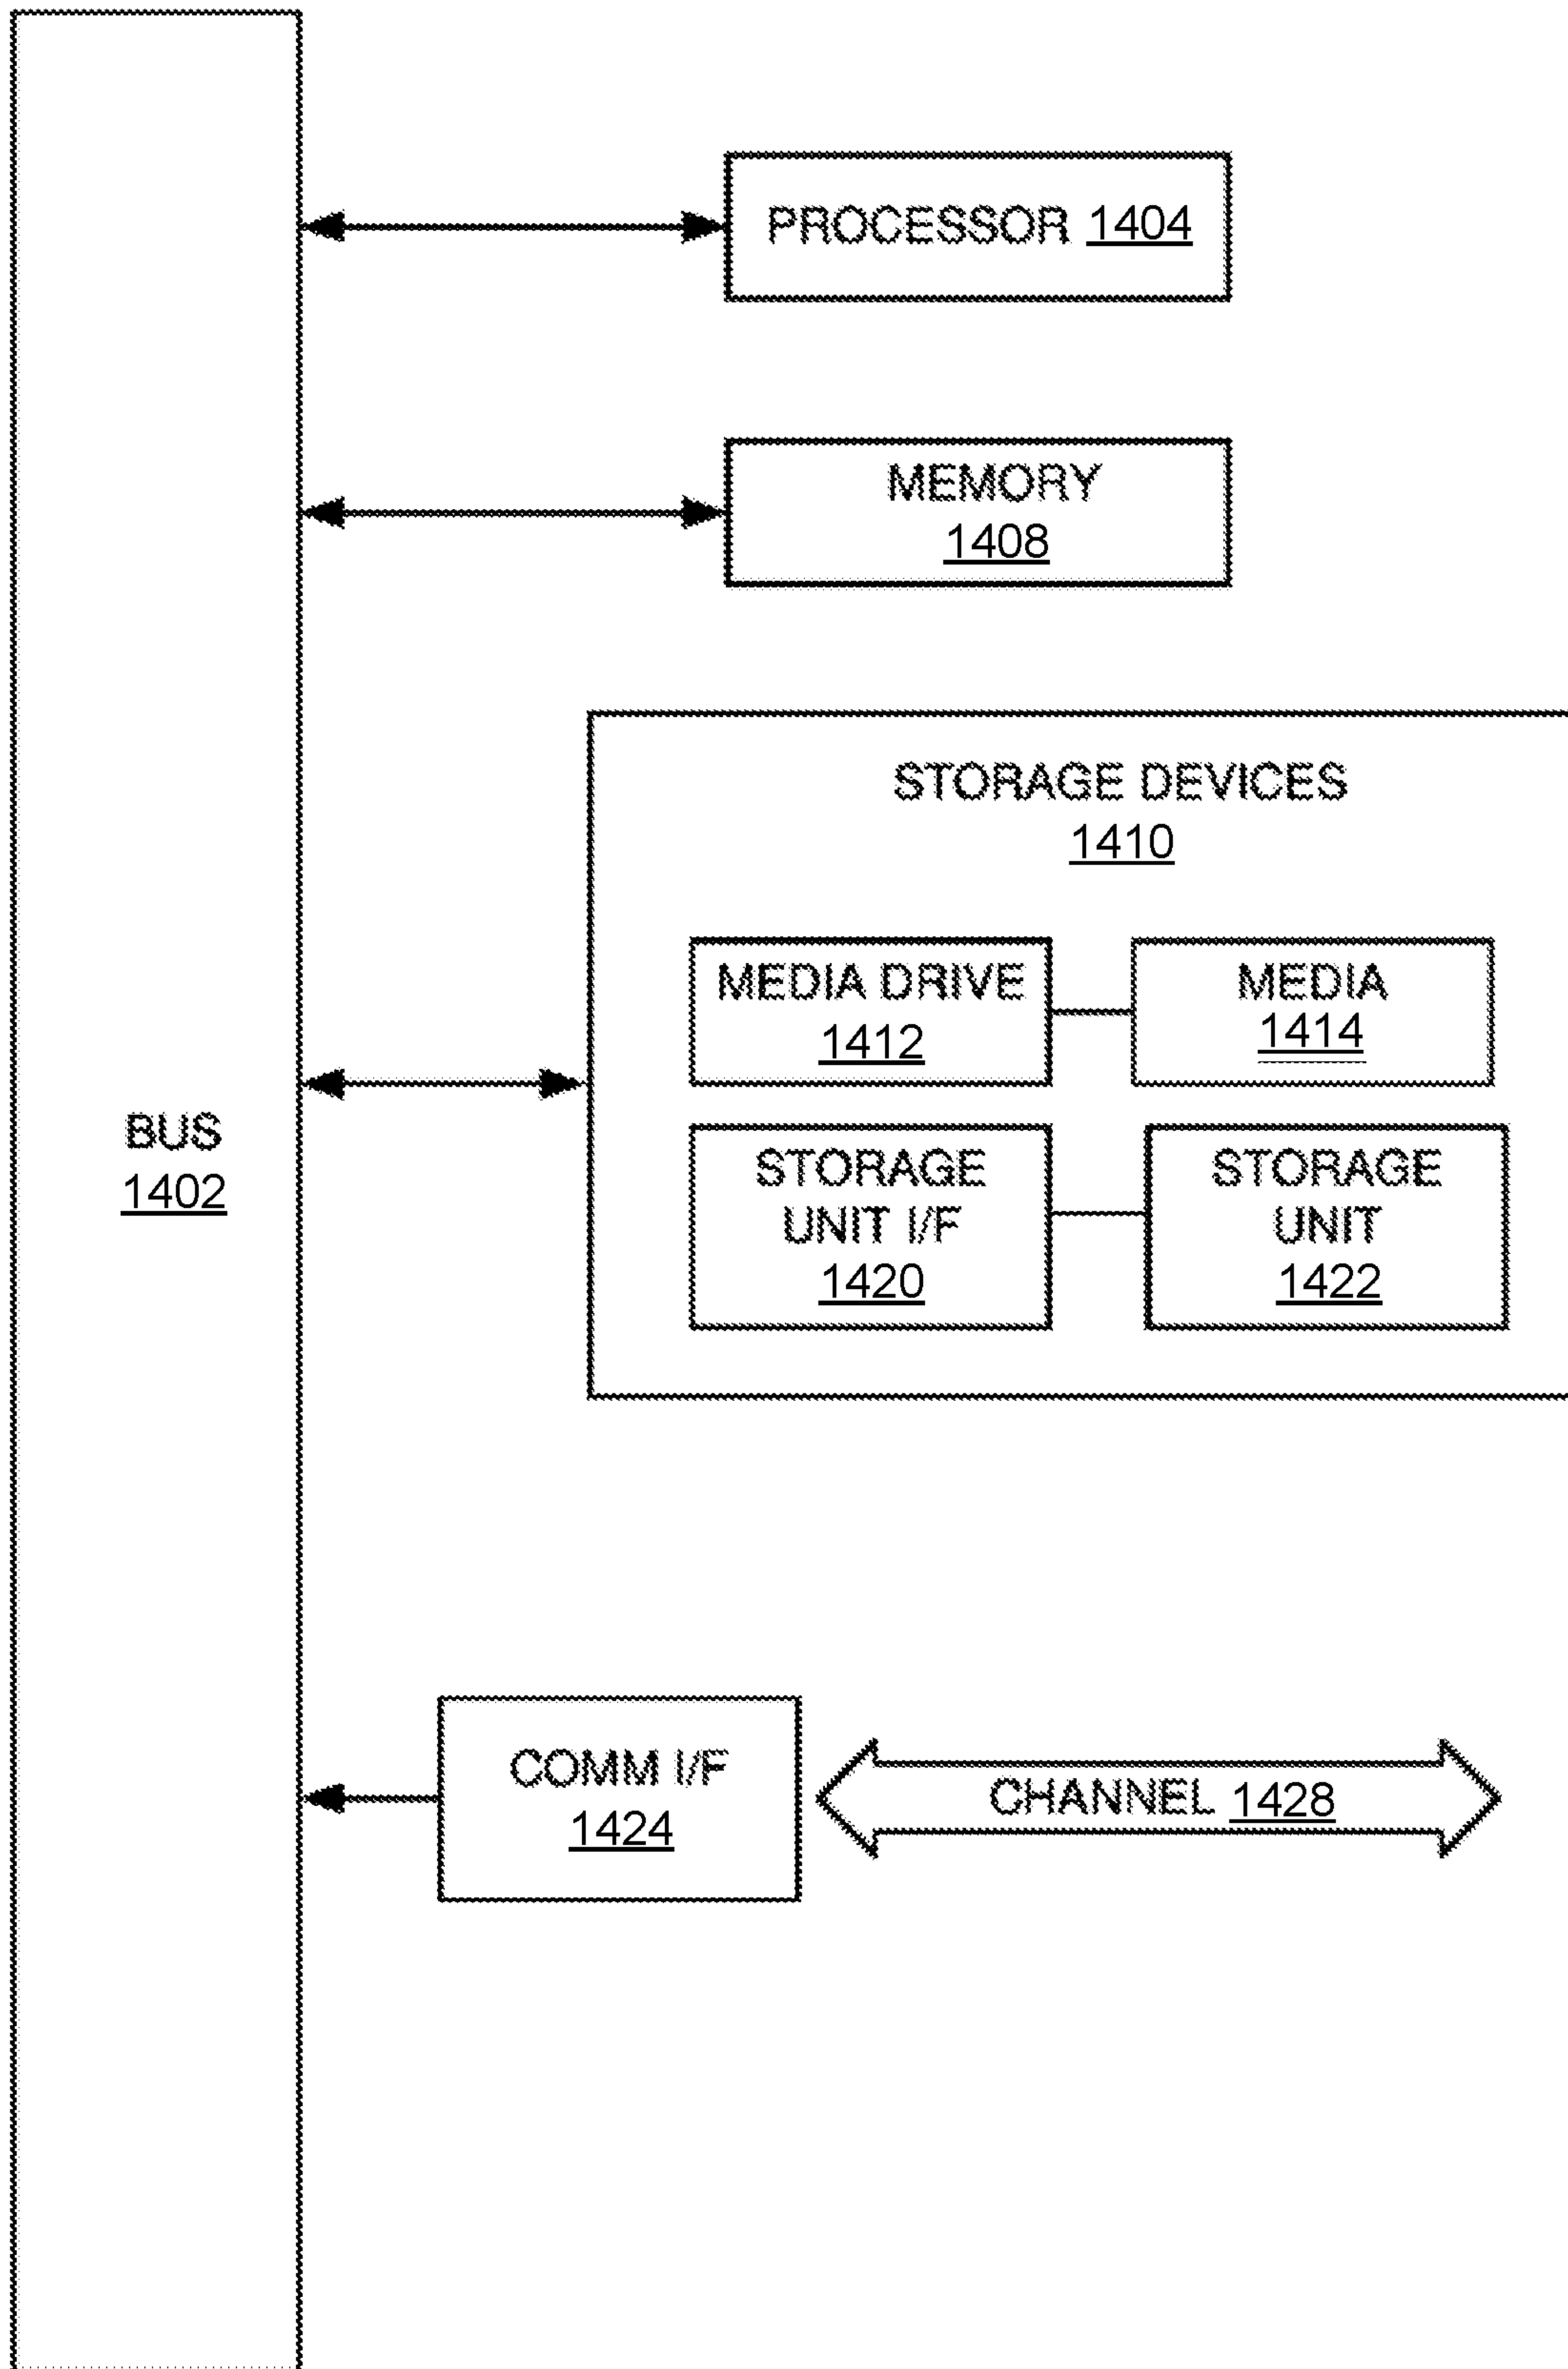 PROCESSOR 1404
MEMORY
1408
STORAGE DEVICES
1410
MEDIA DRIVE
1412
MEDIA
1414
BUS
1402
STORAGE
UNIT I/F
1420
STORAGE
UNIT
1422
COMM I/F
1424
CHANNEL 1428